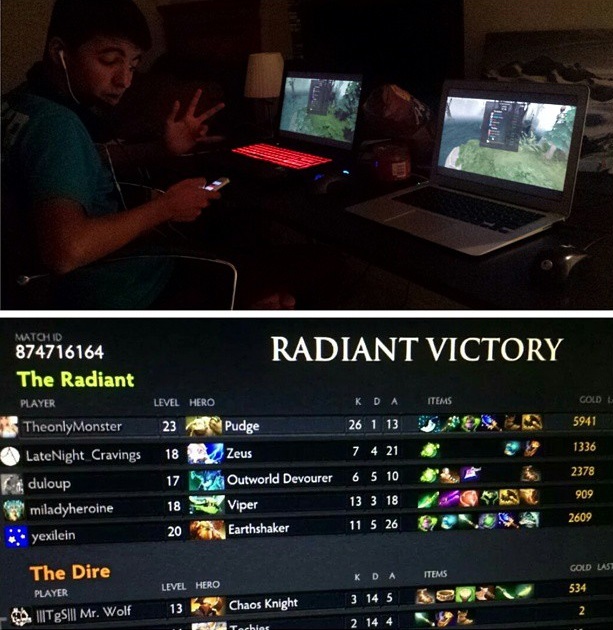 MATCH ID
874716164
RADIANT VICTORY
The Radiant
PLAYER LEVEL HERO K D A ITEMS GOLD
TheonlyMonster 23 Pudge 26 1 13 5941
LateNight_Cravings 18 Zeus 7 4 21 1336
duloup 17 Outworld Devourer 6 5 10 2378
miladyheroine 18 Viper 13 3 18 909
yexilein 20 Earthshaker 11 5 26 2609
The Dire
PLAYER LEVEL HERO K D A ITEMS GOLD LAST
|||TgS||| Mr. Wolf 13 Chaos Knight 3 14 5 534
Techies 2 14 4 2